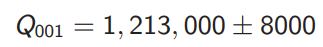 Q₀₀₁ = 1, 213, 000 ± 8000